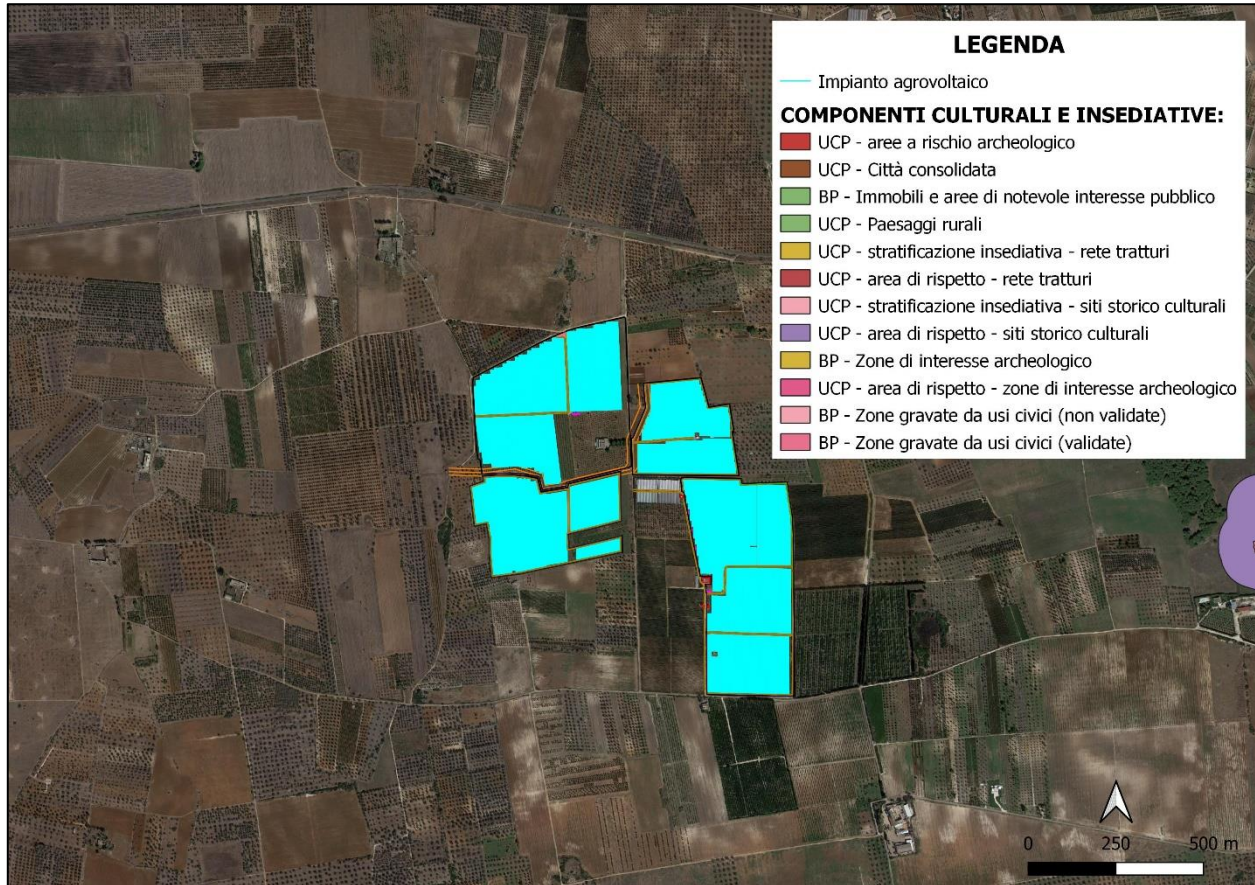 LEGENDA
Impianto agrovoltaico
COMPONENTI CULTURALI E INSEDIATIVE:
UCP - aree a rischio archeologico
UCP - Città consolidata
BP - Immobili e aree di notevole interesse pubblico
UCP - Paesaggi rurali
UCP - stratificazione insediativa - rete tratturi
UCP - area di rispetto - rete tratturi
UCP - stratificazione insediativa - siti storico culturali
UCP - area di rispetto - siti storico culturali
BP - Zone di interesse archeologico
UCP - area di rispetto - zone di interesse archeologico
BP - Zone gravate da usi civici (non validate)
BP - Zone gravate da usi civici (validate)
0 250 500 m